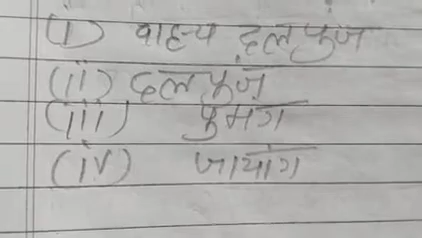 (i) वाह्य दलपुंज
(ii) दलपुंज
(iii) पुमंग
(iv) जायांग